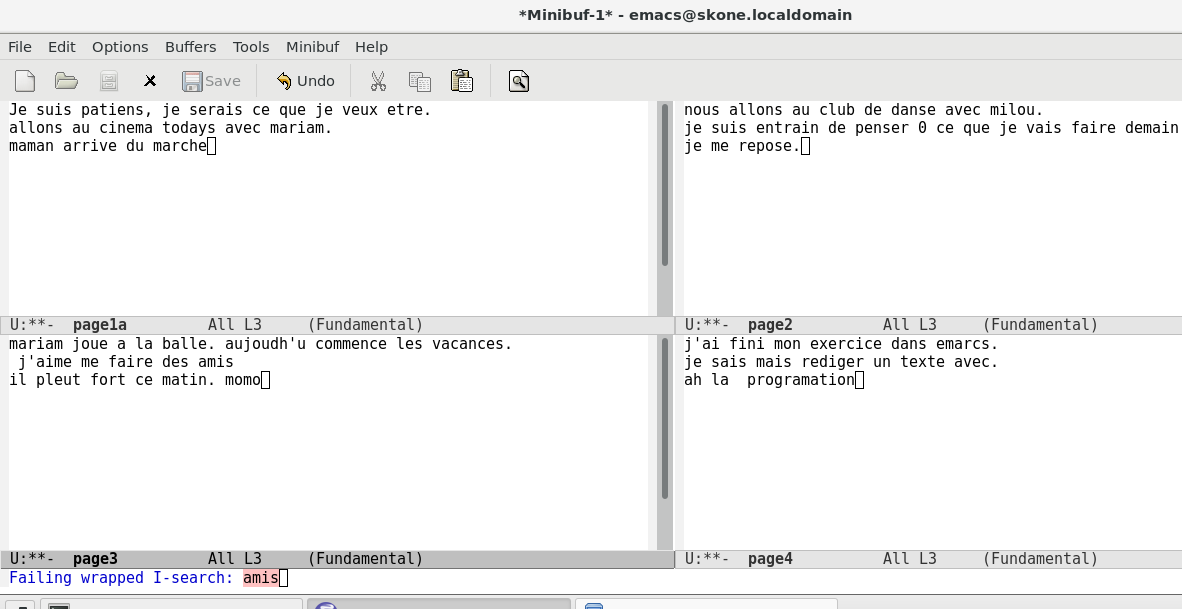 *Minibuf-1* - emacs@skone.localdomain
File Edit Options Buffers Tools Minibuf Help
Save Undo
Je suis patiens, je serais ce que je veux etre.
allons au cinema todays avec mariam.
maman arrive du marche
U:**-  page1a         All L3     (Fundamental)
nous allons au club de danse avec milou.
je suis entrain de penser 0 ce que je vais faire demain
je me repose.
U:**-  page2          All L3     (Fundamental)
mariam joue a la balle. aujoudh'u commence les vacances.
 j'aime me faire des amis
il pleut fort ce matin. momo
U:**-  page3          All L3     (Fundamental)
j'ai fini mon exercice dans emarcs.
je sais mais rediger un texte avec.
ah la  programation
U:**-  page4          All L3     (Fundamental)
Failing wrapped I-search: amis